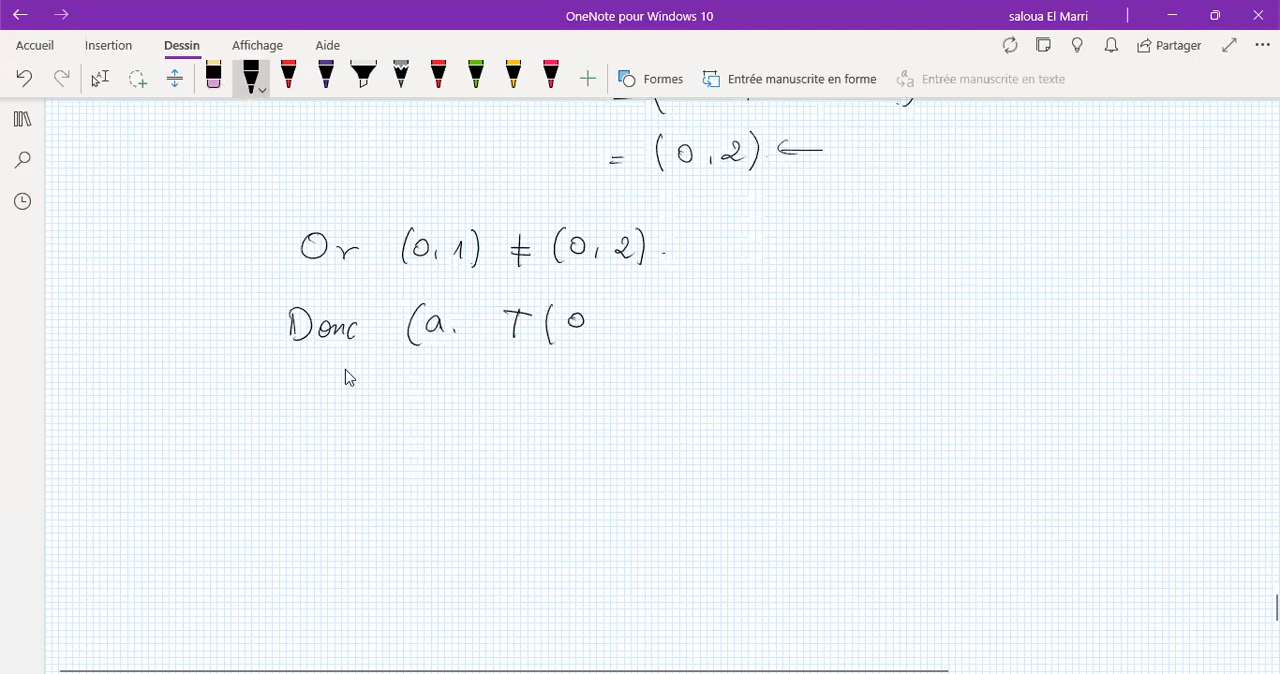 OneNote pour Windows 10
saloua El Marri
Accueil Insertion Dessin Affichage Aide
Partager
Formes
Entrée manuscrite en forme
Entrée manuscrite en texte
= (0,2) ←
Or (0,1) ≠ (0,2).
Donc (a. T(0